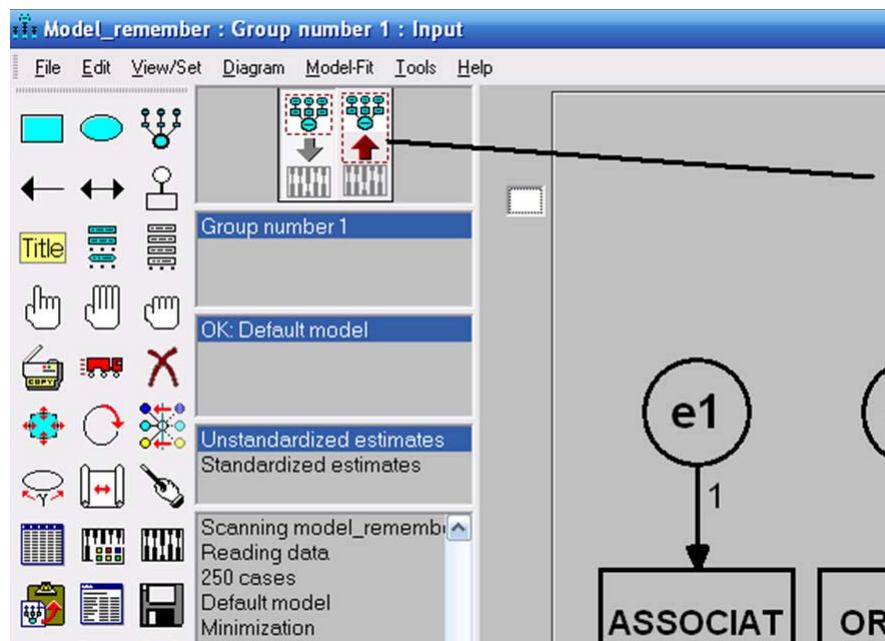 Model_remember : Group number 1 : Input
File Edit View/Set Diagram Model-Fit Tools Help
Title
Group number 1
OK: Default model
COPY
e1
Unstandardized estimates
Standardized estimates
1
Scanning model_rememb
Reading data
250 cases
Default model
Minimization
ASSOCIAT
OR